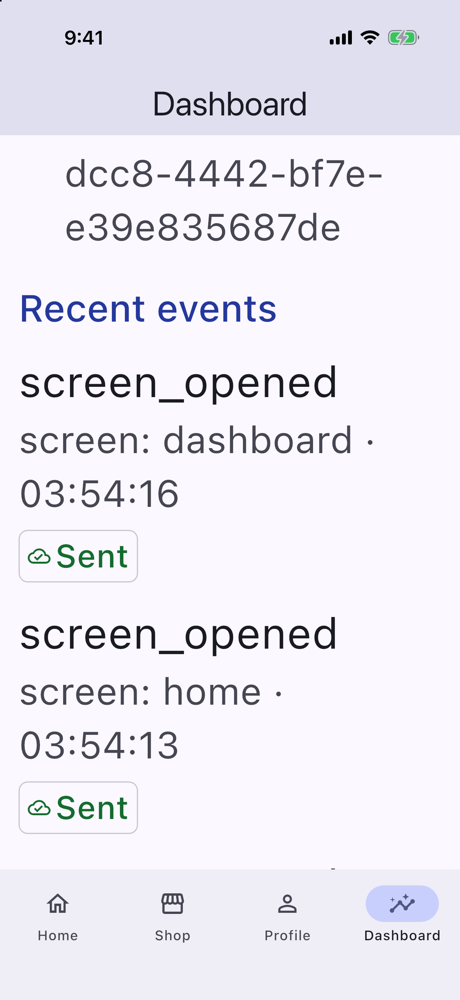 9:41
Dashboard
dcc8-4442-bf7e-
e39e835687de
Recent events
screen_opened
screen: dashboard ·
03:54:16
Sent
screen_opened
screen: home ·
03:54:13
Sent
Home
Shop
Profile
Dashboard